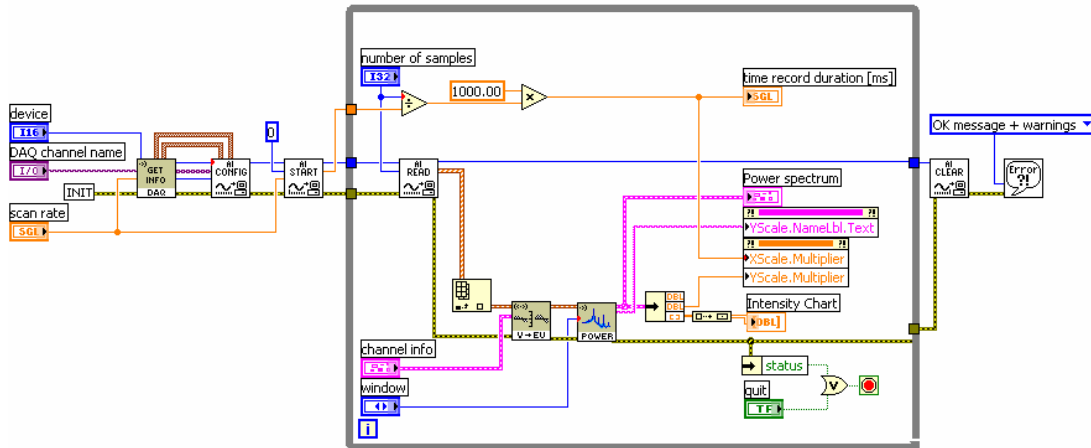 number of samples
I32
1000.00
time record duration [ms]
SGL
device
I16
0
OK message + warnings
DAQ channel name
I/O
GET INFO
DAQ
AI CONFIG
AI START
AI READ
AI CLEAR
Error ?!
INIT
scan rate
SGL
Power spectrum
?! ?!
YScale.NameLbl.Text
?! ?!
XScale.Multiplier
YScale.Multiplier
DBL
DBL
Intensity Chart
DBL]
V→EU
POWER
channel info
window
status
quit
TF
V
i